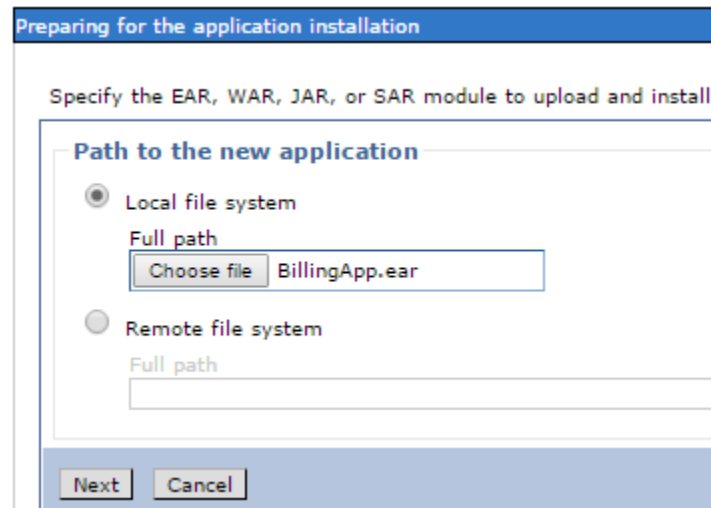 Preparing for the application installation
Specify the EAR, WAR, JAR, or SAR module to upload and install
Path to the new application
Local file system
Full path
Choose file BillingApp.ear
Remote file system
Full path
Next Cancel